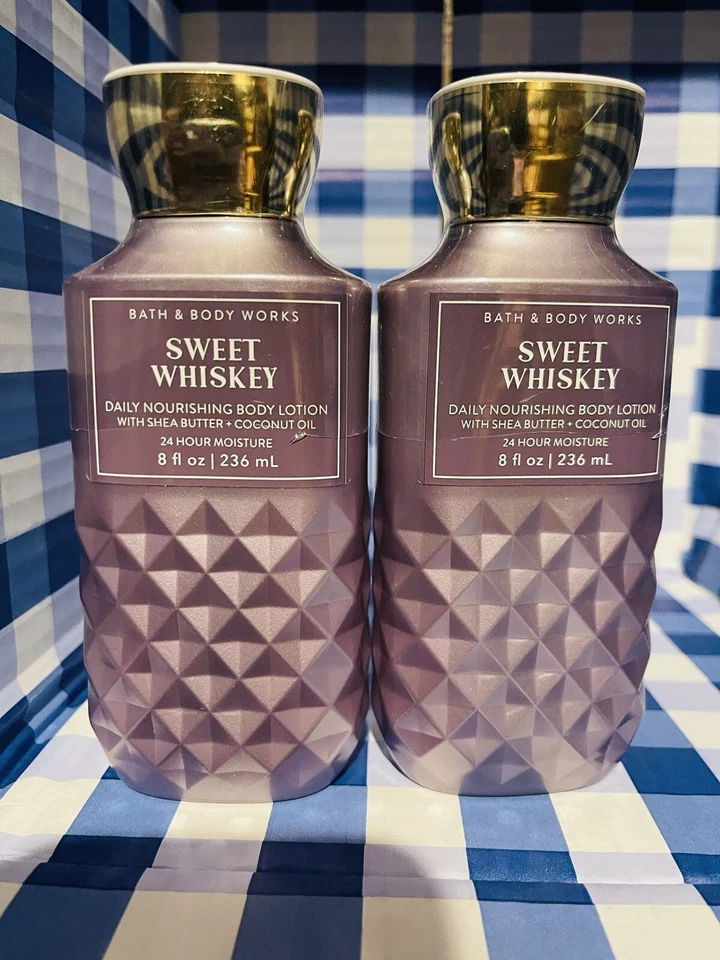 BATH & BODY WORKS
SWEET
WHISKEY
DAILY NOURISHING BODY LOTION
WITH SHEA BUTTER + COCONUT OIL
24 HOUR MOISTURE
8 fl oz | 236 mL
BATH & BODY WORKS
SWEET
WHISKEY
DAILY NOURISHING BODY LOTION
WITH SHEA BUTTER + COCONUT OIL
24 HOUR MOISTURE
8 fl oz | 236 mL